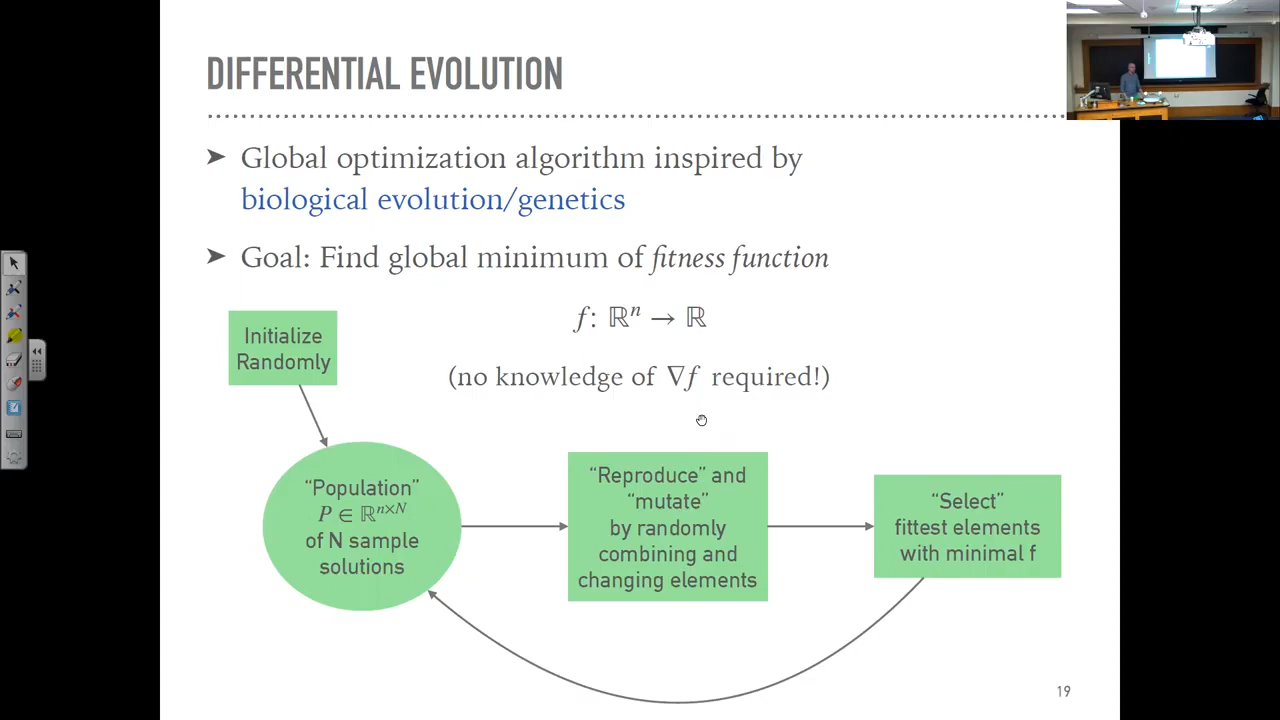 DIFFERENTIAL EVOLUTION
➤ Global optimization algorithm inspired by
biological evolution/genetics
➤ Goal: Find global minimum of fitness function
f: ℝⁿ → ℝ
(no knowledge of ∇f required!)
Initialize
Randomly
“Population”
P ∈ ℝⁿˣᴺ
of N sample
solutions
“Reproduce” and
“mutate”
by randomly
combining and
changing elements
“Select”
fittest elements
with minimal f
19